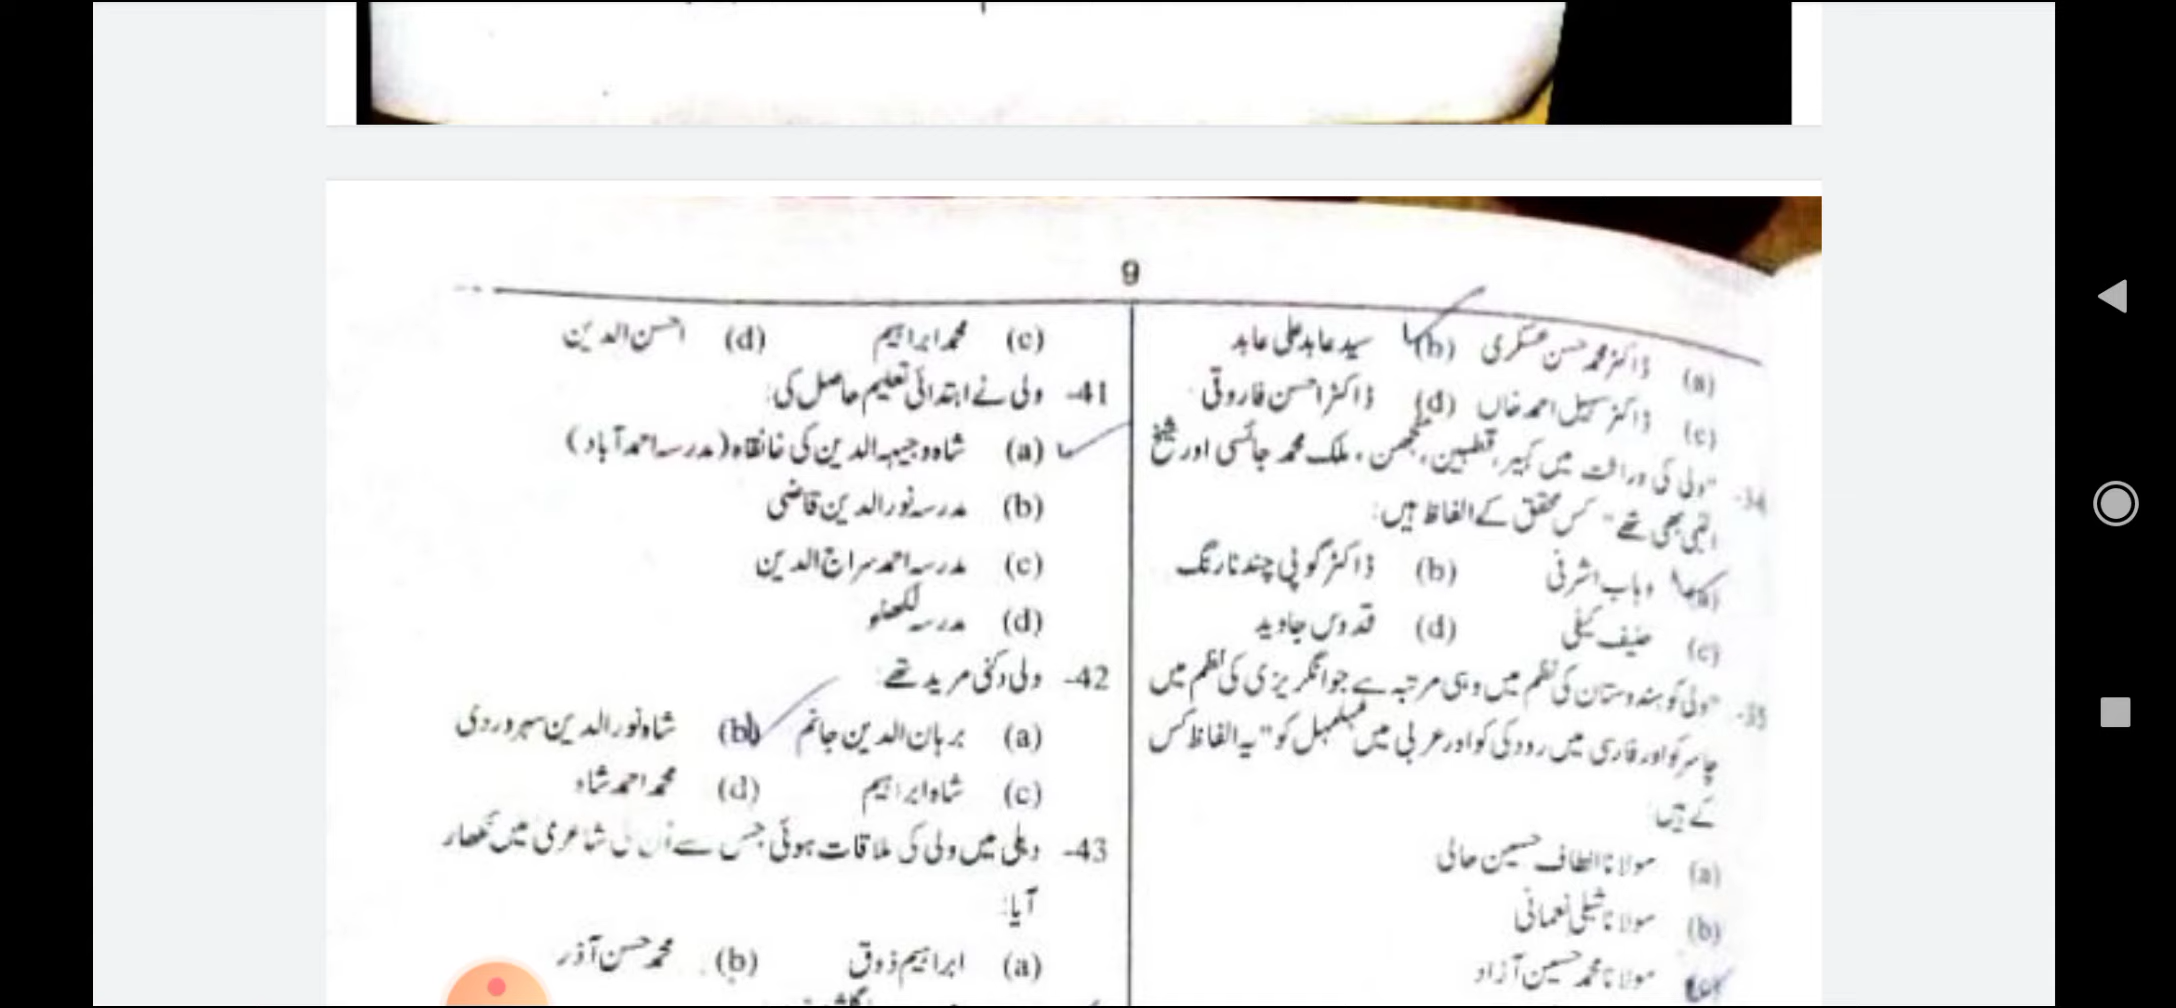 9
(a) ڈاکٹر محمد حسن عسکری (b) سید عابد علی عابد
(c) ڈاکٹر سہیل احمد خاں (d) ڈاکٹر احسن فاروقی
34- "ولی کی وراثت میں کبیر، قطبین، منجھن، ملک محمد جائسی اور شیخ
النبی بھی تھے" کس محقق کے الفاظ ہیں:
(a) وہاب اشرفی (b) ڈاکٹر گوپی چند نارنگ
(c) حنیف کیفی (d) قدوس جاوید
35- "ولی کو ہندوستان کی نظم میں وہی مرتبہ ہے جو انگریزی کی نظم میں
چاسر کو اور فارسی میں رودکی کو اور عربی میں مہلہل کو" یہ الفاظ کس
کے ہیں:
(a) مولانا الطاف حسین حالی
(b) مولانا شبلی نعمانی
(c) مولانا محمد حسین آزاد
(c) محمد ابراہیم (d) احسن الدین
41- ولی نے ابتدائی تعلیم حاصل کی:
(a) شاہ وجیہہ الدین کی خانقاہ (مدرسہ احمد آباد)
(b) مدرسہ نور الدین قاضی
(c) مدرسہ احمد سراج الدین
(d) مدرسہ لکھنو
42- ولی دکنی مرید تھے:
(a) برہان الدین جانم (b) شاہ نور الدین سہروردی
(c) شاہ ابراہیم (d) محمد احمد شاہ
43- دہلی میں ولی کی ملاقات ہوئی جس سے ان کی شاعری میں نکھار
آیا:
(a) ابراہیم ذوق (b) محمد حسن آذر